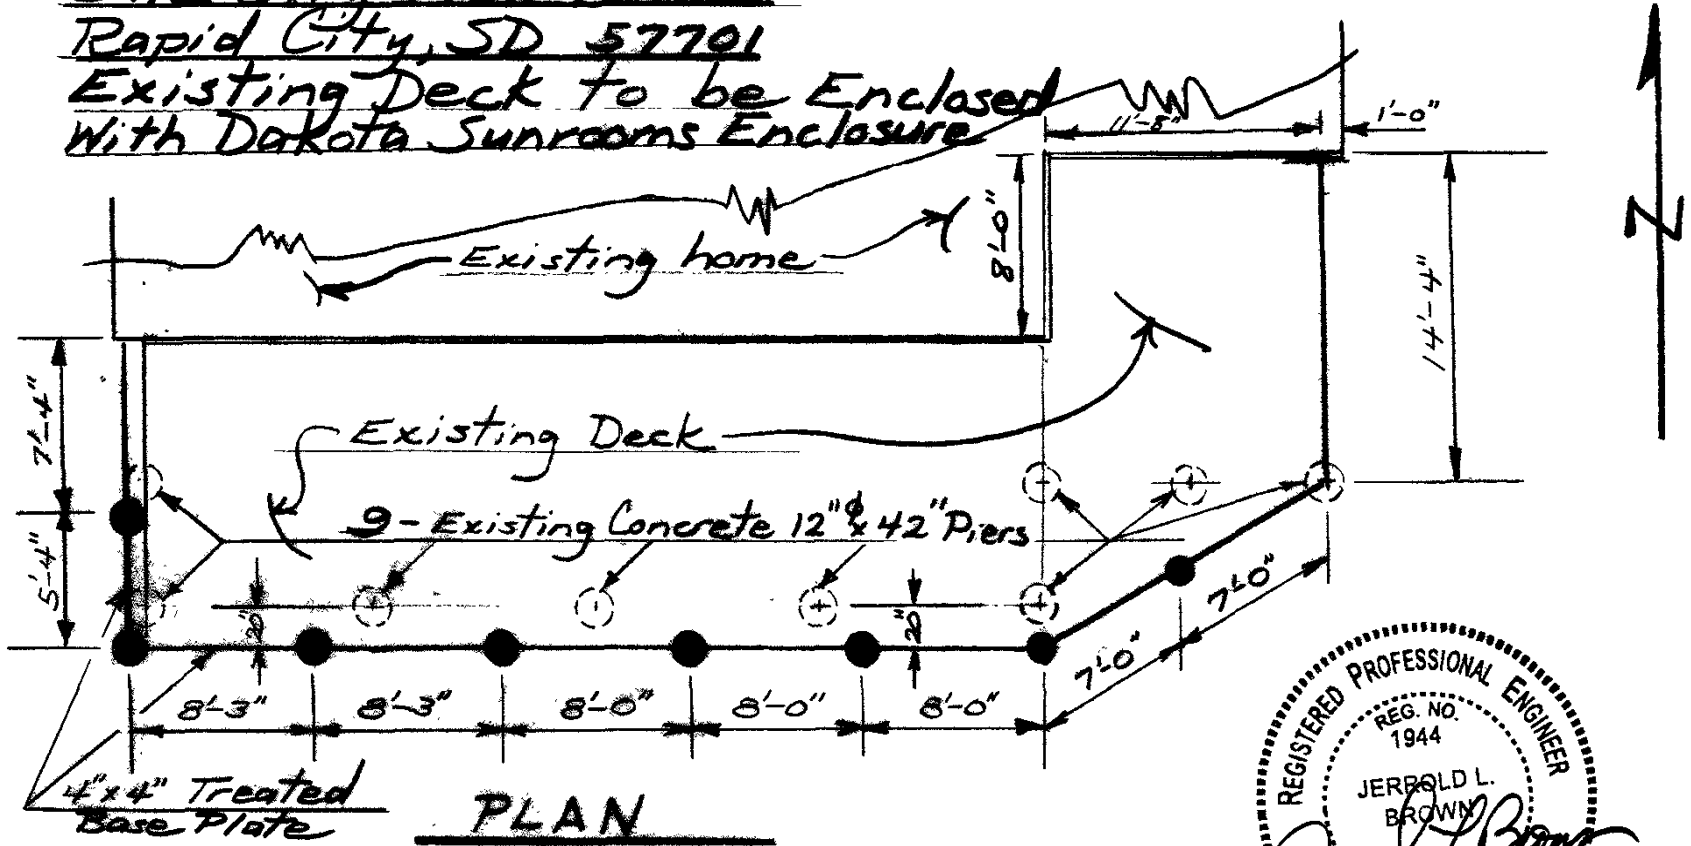 Rapid City, SD 57701
Existing Deck to be Enclosed
With Dakota Sunrooms Enclosure
11'-8"
1'-0"
8'-0"
Existing home
N
14'-4"
7'-4"
Existing Deck
9 - Existing Concrete 12"ϕ x 42" Piers
5'-4"
20"
20"
7'-0"
7'-0"
8'-3"
8'-3"
8'-0"
8'-0"
8'-0"
4"x4" Treated
Base Plate
PLAN
REGISTERED PROFESSIONAL ENGINEER
REG. NO.
1944
JERROLD L.
BROWN